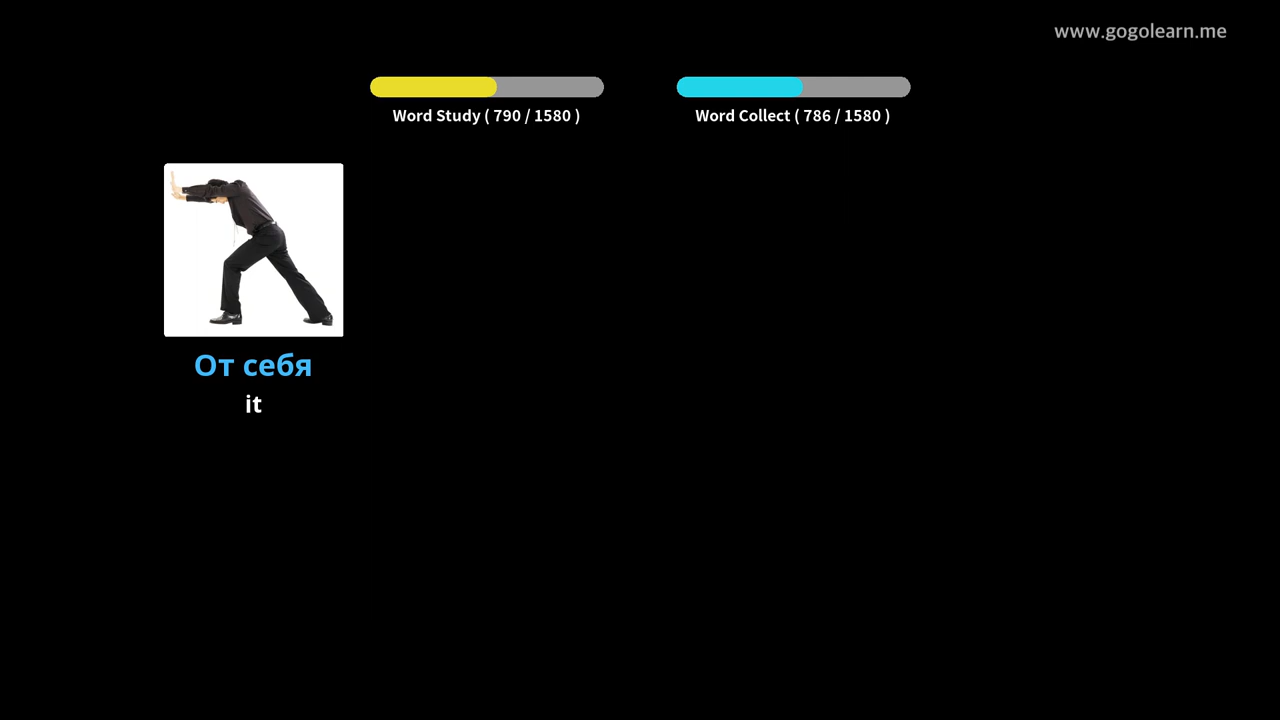 www.gogolearn.me
Word Study ( 790 / 1580 )
Word Collect ( 786 / 1580 )
От себя
it